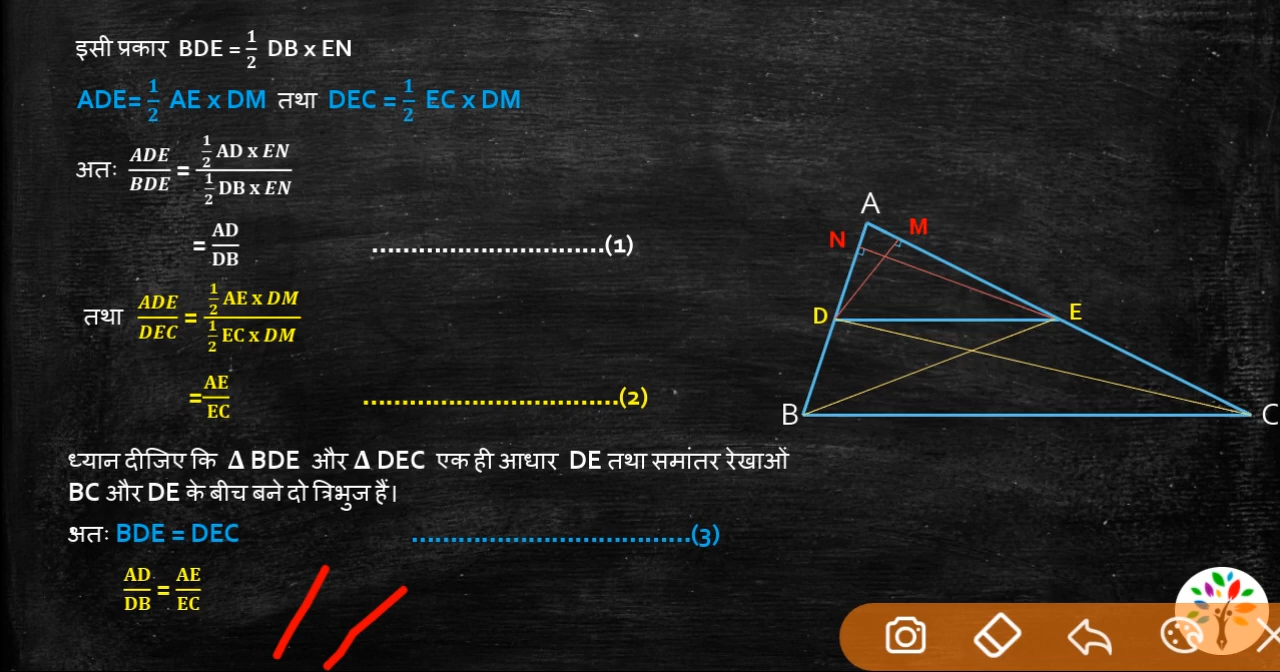 इसी प्रकार BDE = 1/2 DB x EN
ADE= 1/2 AE x DM तथा DEC = 1/2 EC x DM
अतः ADE/BDE = (1/2 AD x EN)/(1/2 DB x EN)
= AD/DB ..............................(1)
तथा ADE/DEC = (1/2 AE x DM)/(1/2 EC x DM)
= AE/EC .................................(2)
ध्यान दीजिए कि Δ BDE और Δ DEC एक ही आधार DE तथा समांतर रेखाओं
BC और DE के बीच बने दो त्रिभुज हैं।
अतः BDE = DEC ....................................(3)
AD/DB = AE/EC
A
N M
D E
B C